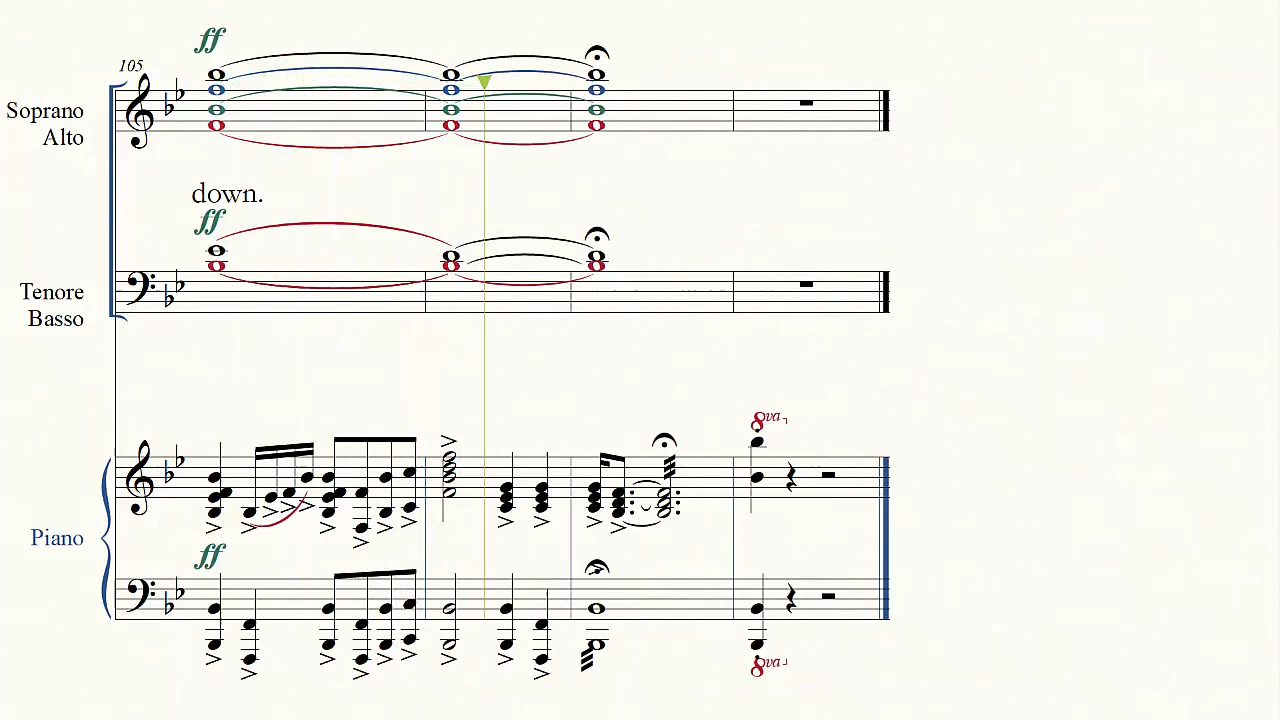 ff
105
Soprano
Alto
down.
ff
Tenore
Basso
8va
Piano
ff
8va